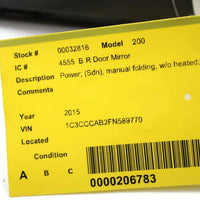 Stock # 00032816 Model 200
IC # 4555 B R Door Mirror
Description Power; (Sdn), manual folding, w/o heated;
Comments
Year 2015
VIN 1C3CCCAB2FN589770
Located
Condition
A B C
0000206783